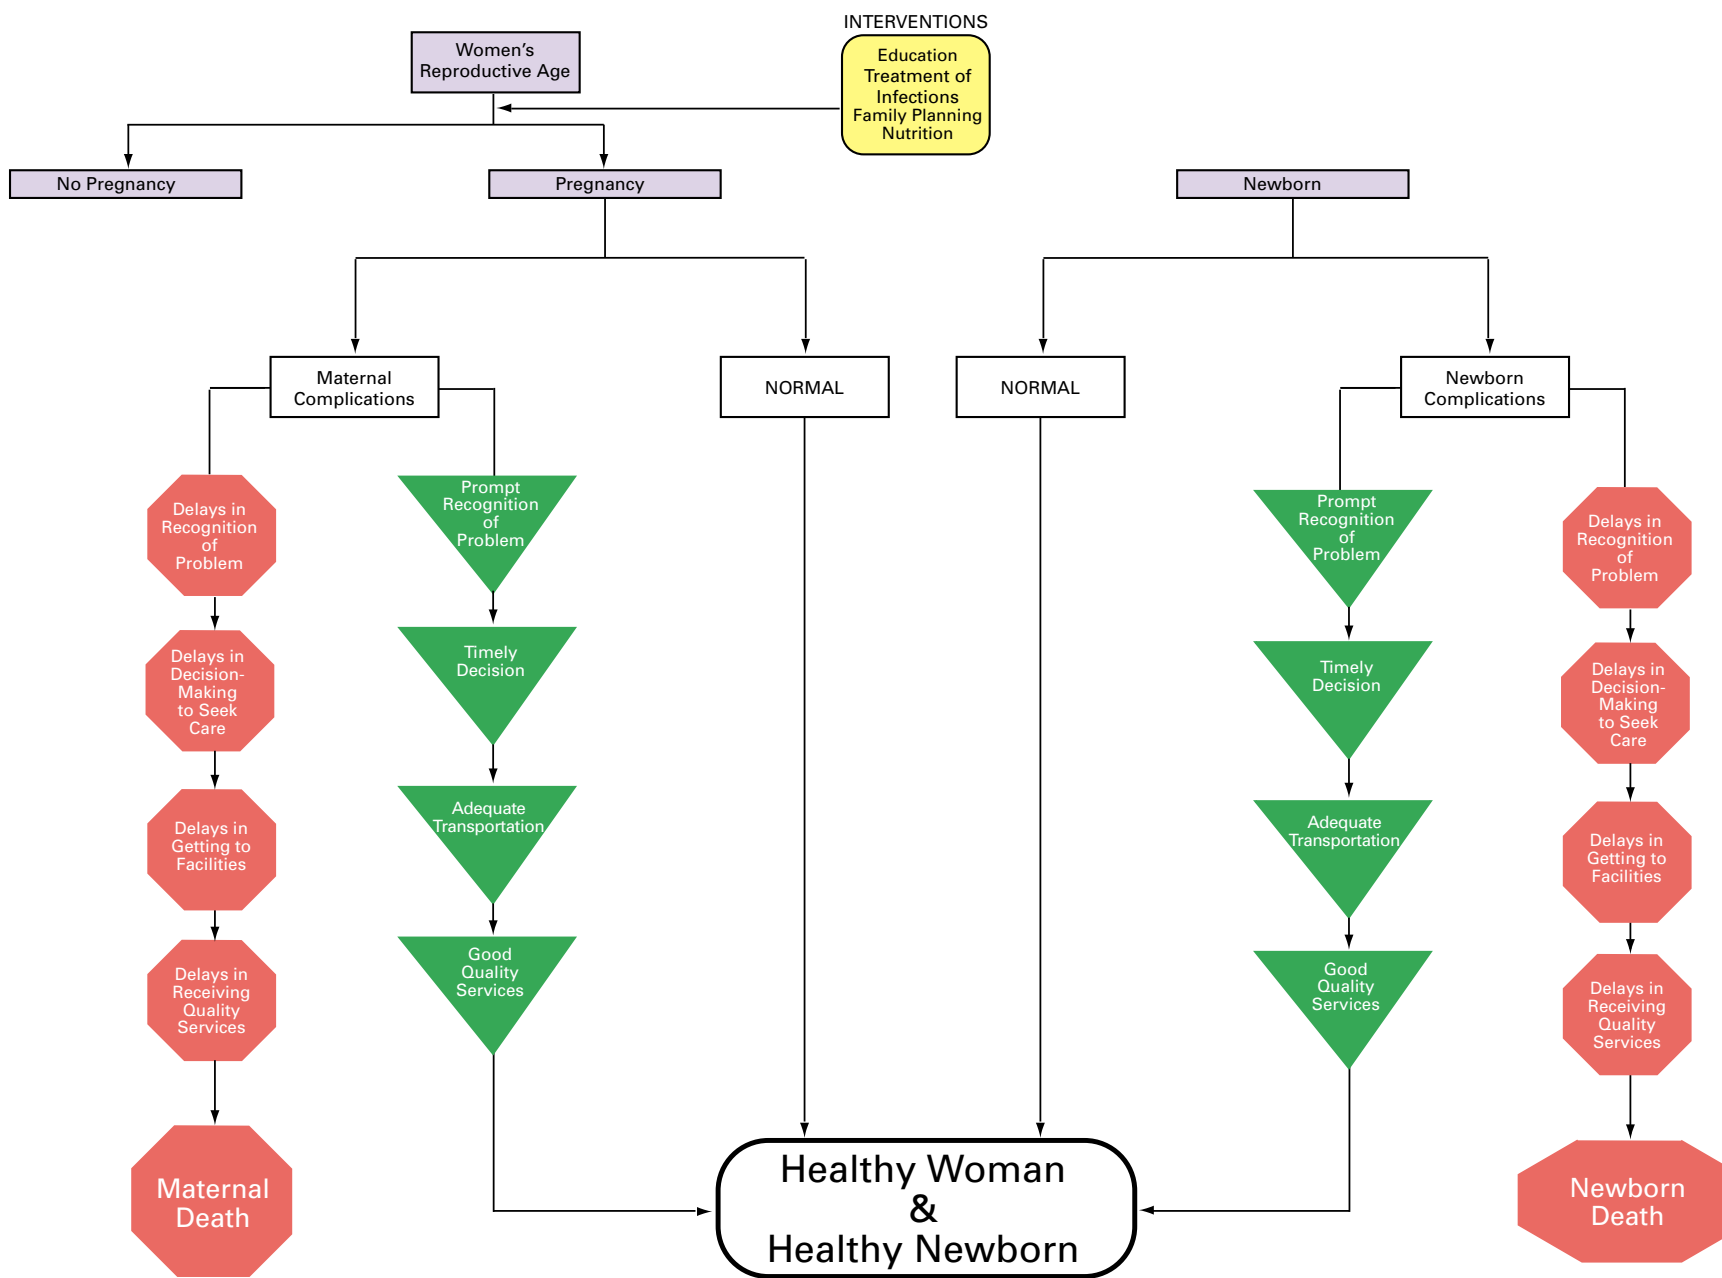 INTERVENTIONS
Women’s
Reproductive Age
Education
Treatment of
Infections
Family Planning
Nutrition
No Pregnancy
Pregnancy
Newborn
Maternal
Complications
NORMAL
NORMAL
Newborn
Complications
Delays in
Recognition
of
Problem
Prompt
Recognition
of
Problem
Prompt
Recognition
of
Problem
Delays in
Recognition
of
Problem
Delays in
Decision-
Making
to Seek
Care
Timely
Decision
Timely
Decision
Delays in
Decision-
Making
to Seek
Care
Delays in
Getting to
Facilities
Adequate
Transportation
Adequate
Transportation
Delays in
Getting to
Facilities
Delays in
Receiving
Quality
Services
Good
Quality
Services
Good
Quality
Services
Delays in
Receiving
Quality
Services
Maternal
Death
Healthy Woman
&
Healthy Newborn
Newborn
Death